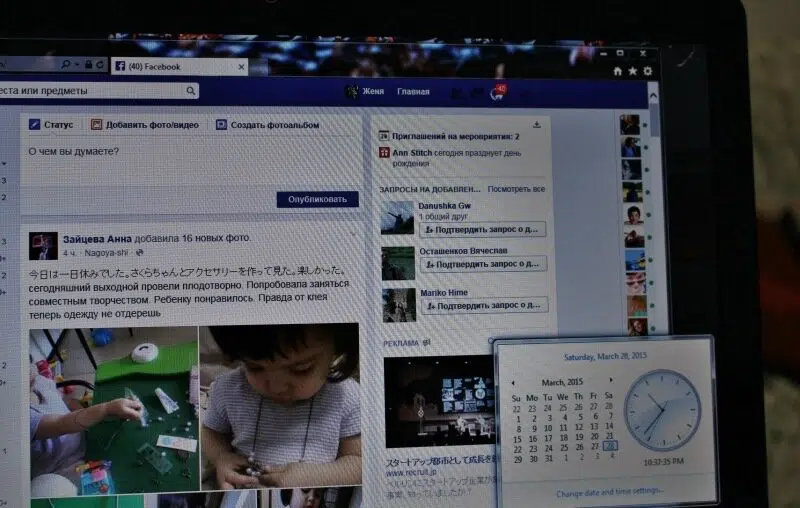 (40) Facebook
еста или предметы
Женя Главная
40
Статус Добавить фото/видео Создать фотоальбом
О чем вы думаете?
Опубликовать
Зайцева Анна добавила 16 новых фото.
4 ч. · Nagoya-shi ·
今日は一日休みでした。さくらちゃんとアクセサリーを作って見た。楽しかった。
сегодняшний выходной провели плодотворно. Попробовала заняться
совместным творчеством. Ребенку понравилось. Правда от клея
теперь одежду не отдерешь
Приглашений на мероприятия: 2
Ann Stitch сегодня празднует день
рождения
ЗАПРОСЫ НА ДОБАВЛЕН... Посмотреть все
Danushka Gw
1 общий друг
Подтвердить запрос о д...
Осташенков Вячеслав
Подтвердить запрос о д...
Mariko Hime
Подтвердить запрос о д...
РЕКЛАМА
スタートアップ都市として成長を
www.recruit.jp
Saturday, March 28, 2015
March, 2015
Su Mo Tu We Th Fr Sa
22 23 24 25 26 27 28
1 2 3 4 5 6 7
8 9 10 11 12 13 14
15 16 17 18 19 20 21
22 23 24 25 26 27 28
29 30 31 1 2 3 4
10:37:35 PM
Change date and time settings...